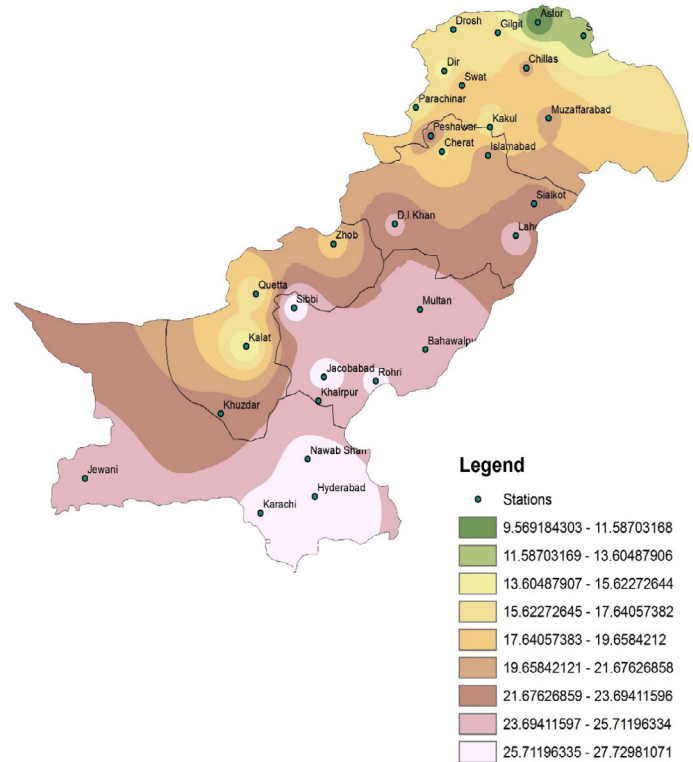 Astor
Drosh
Gilgit
S
Dir
Chillas
Swat
Parachinar
Muzaffarabad
Kakul
Peshawar
Cherat
Islamabad
Sialkot
D.I Khan
Laho
Zhob
Quetta
Sibbi
Multan
Kalat
Bahawalpu
Jacobabad
Rohri
Khairpur
Khuzdar
Nawab Shah
Jewani
Hyderabad
Karachi
Legend
Stations
9.569184303 - 11.58703168
11.58703169 - 13.60487906
13.60487907 - 15.62272644
15.62272645 - 17.64057382
17.64057383 - 19.6584212
19.65842121 - 21.67626858
21.67626859 - 23.69411596
23.69411597 - 25.71196334
25.71196335 - 27.72981071